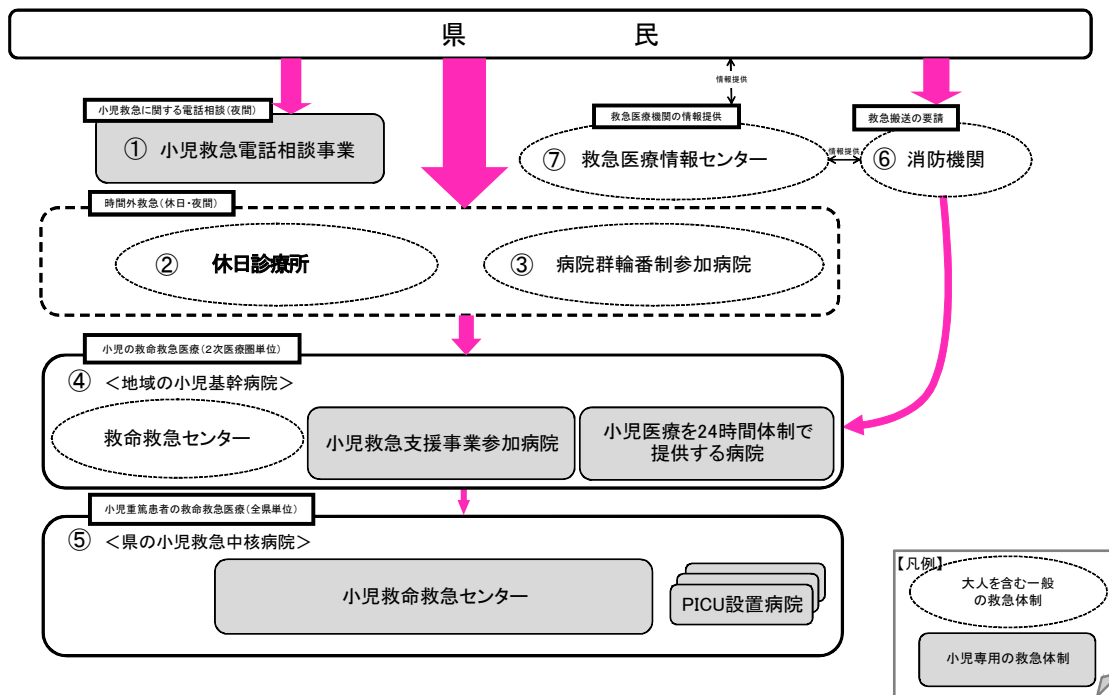 県　民
情報提供
小児救急に関する電話相談(夜間)
① 小児救急電話相談事業
救急医療機関の情報提供
⑦ 救急医療情報センター
情報提供
救急搬送の要請
⑥ 消防機関
時間外救急(休日・夜間)
② 休日診療所
③ 病院群輪番制参加病院
小児の救命救急医療(2次医療圏単位)
④ <地域の小児基幹病院>
救命救急センター
小児救急支援事業参加病院
小児医療を24時間体制で
提供する病院
小児重篤患者の救命救急医療(全県単位)
⑤ <県の小児救急中核病院>
小児救命救急センター
PICU設置病院
【凡例】
大人を含む一般
の救急体制
小児専用の救急体制